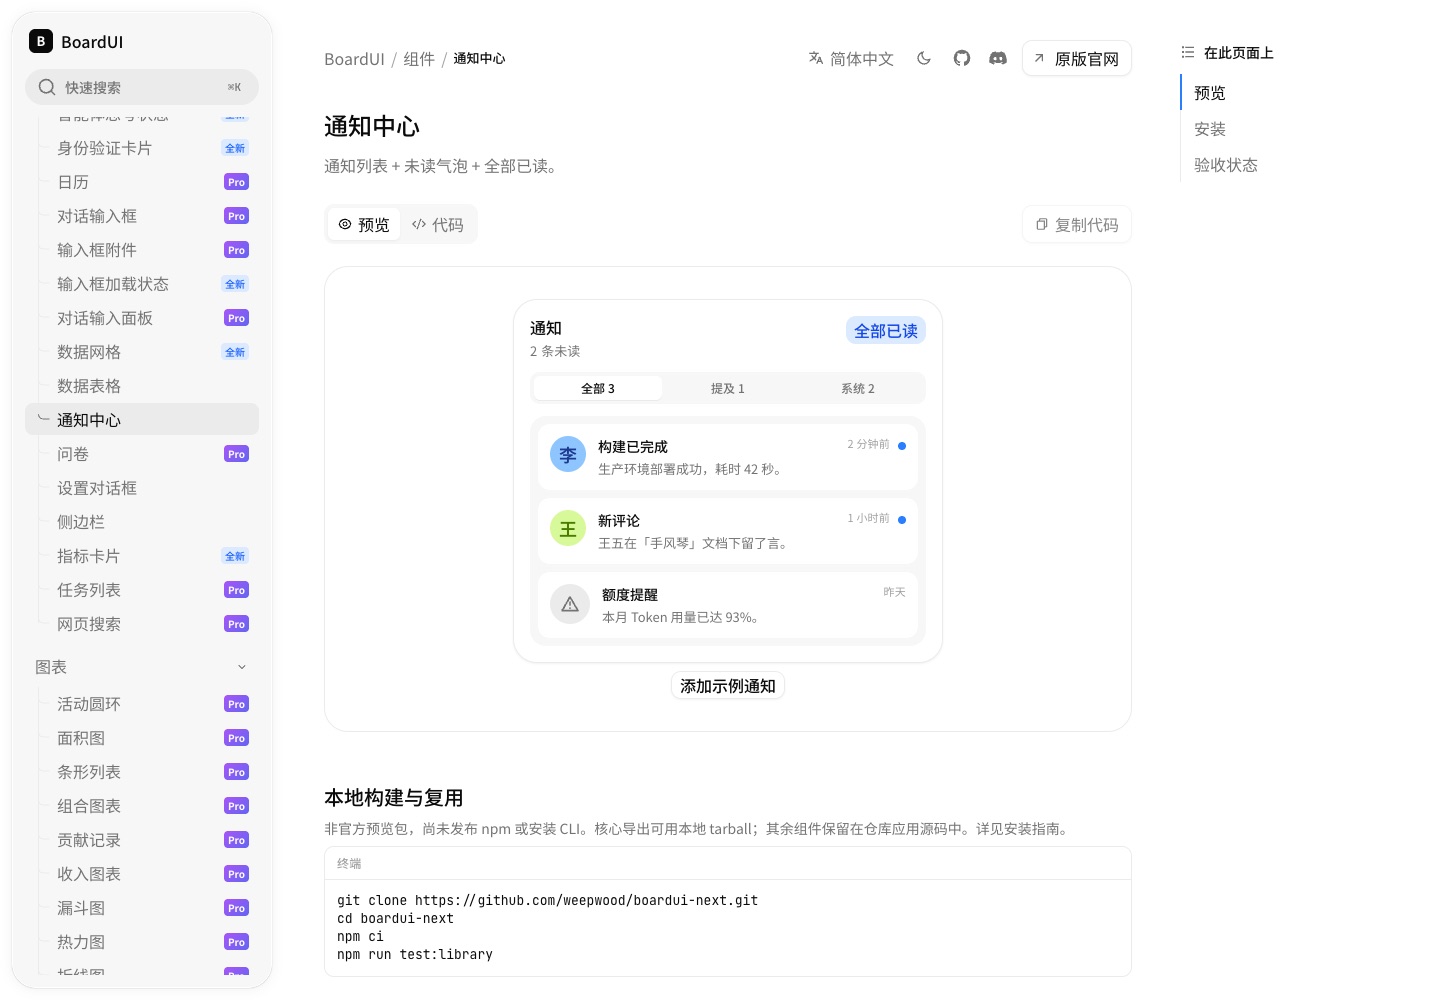 B BoardUI
快速搜索 ⌘K
身份验证卡片 全新
日历 Pro
对话输入框 Pro
输入框附件 Pro
输入框加载状态 全新
对话输入面板 Pro
数据网格 全新
数据表格
通知中心
问卷 Pro
设置对话框
侧边栏
指标卡片 全新
任务列表 Pro
网页搜索 Pro
图表
活动圆环 Pro
面积图 Pro
条形列表 Pro
组合图表 Pro
贡献记录 Pro
收入图表 Pro
漏斗图 Pro
热力图 Pro
BoardUI / 组件 / 通知中心
简体中文
原版官网
通知中心
通知列表 + 未读气泡 + 全部已读。
预览
代码
复制代码
通知
2 条未读
全部已读
全部 3
提及 1
系统 2
李
构建已完成
2 分钟前
生产环境部署成功，耗时 42 秒。
王
新评论
1 小时前
王五在「手风琴」文档下留了言。
额度提醒
昨天
本月 Token 用量已达 93%。
添加示例通知
本地构建与复用
非官方预览包，尚未发布 npm 或安装 CLI。核心导出可用本地 tarball；其余组件保留在仓库应用源码中。详见安装指南。
终端
git clone https://github.com/weepwood/boardui-next.git
cd boardui-next
npm ci
npm run test:library
在此页面上
预览
安装
验收状态